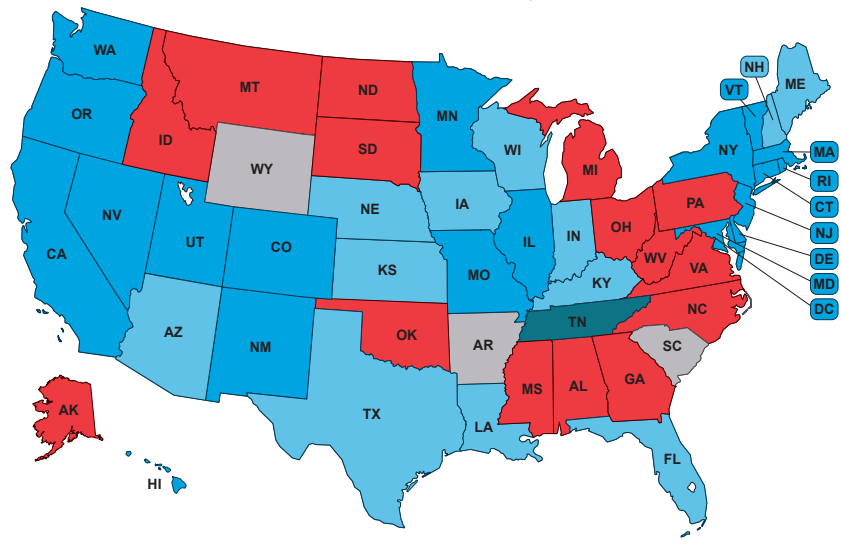 WA
MT
ND
MN
NH
ME
VT
OR
ID
SD
WI
NY
MA
WY
MI
RI
NE
IA
PA
CT
NV
UT
CO
IL
IN
OH
NJ
CA
KS
MO
WV
VA
DE
KY
MD
AZ
NM
OK
AR
TN
NC
DC
SC
MS
AL
GA
AK
TX
LA
FL
HI